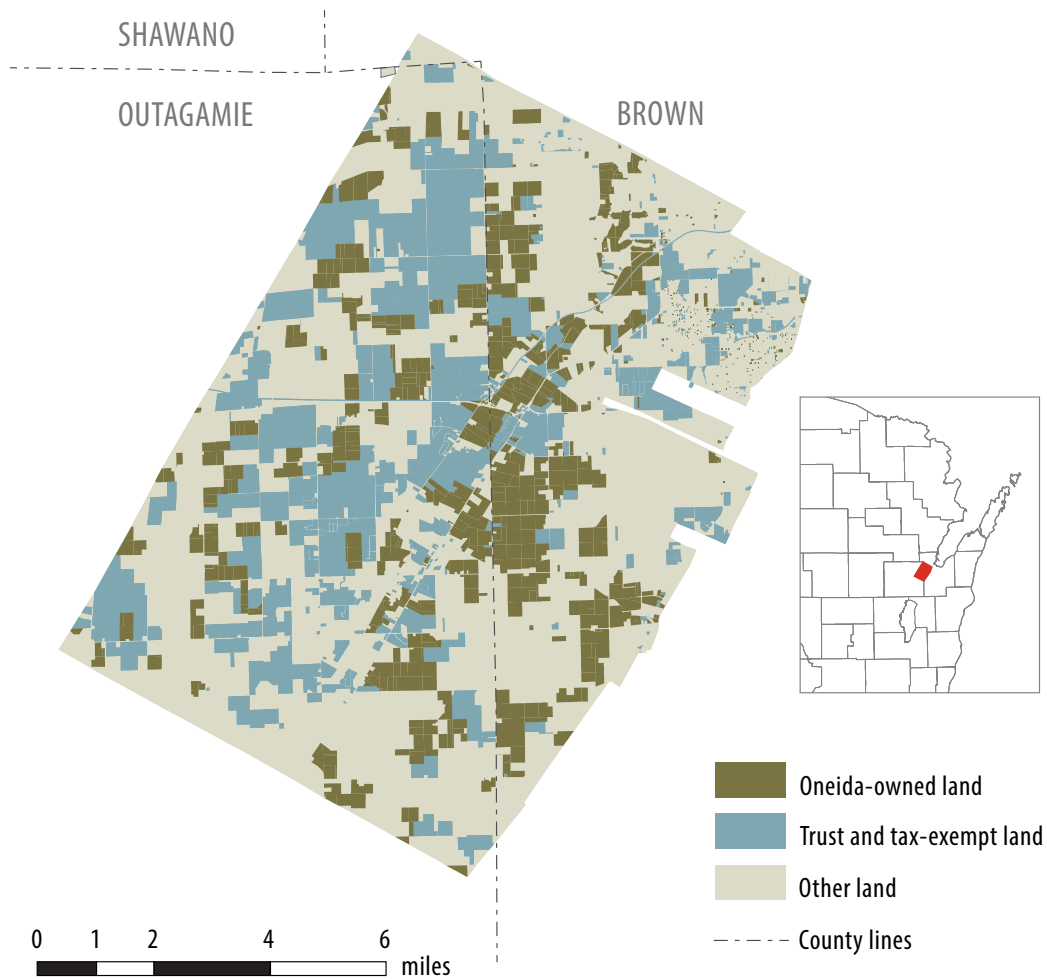 SHAWANO
OUTAGAMIE
BROWN
Oneida-owned land
Trust and tax-exempt land
Other land
County lines
0 1 2 4 6
miles